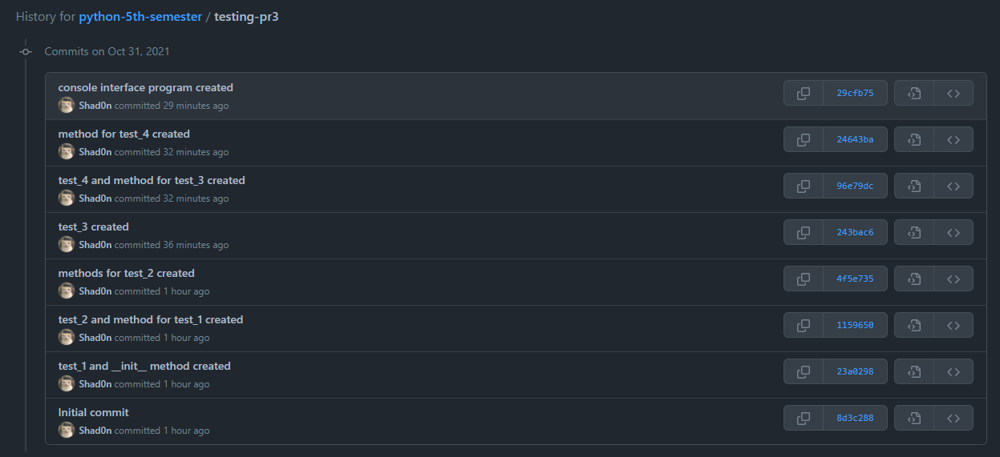 History for python-5th-semester / testing-pr3
Commits on Oct 31, 2021
console interface program created
Shad0n committed 29 minutes ago
29cfb75
method for test_4 created
Shad0n committed 32 minutes ago
24643ba
test_4 and method for test_3 created
Shad0n committed 32 minutes ago
96e79dc
test_3 created
Shad0n committed 36 minutes ago
243bac6
methods for test_2 created
Shad0n committed 1 hour ago
4f5e735
test_2 and method for test_1 created
Shad0n committed 1 hour ago
1159650
test_1 and __init__ method created
Shad0n committed 1 hour ago
23a0298
Initial commit
Shad0n committed 1 hour ago
8d3c288